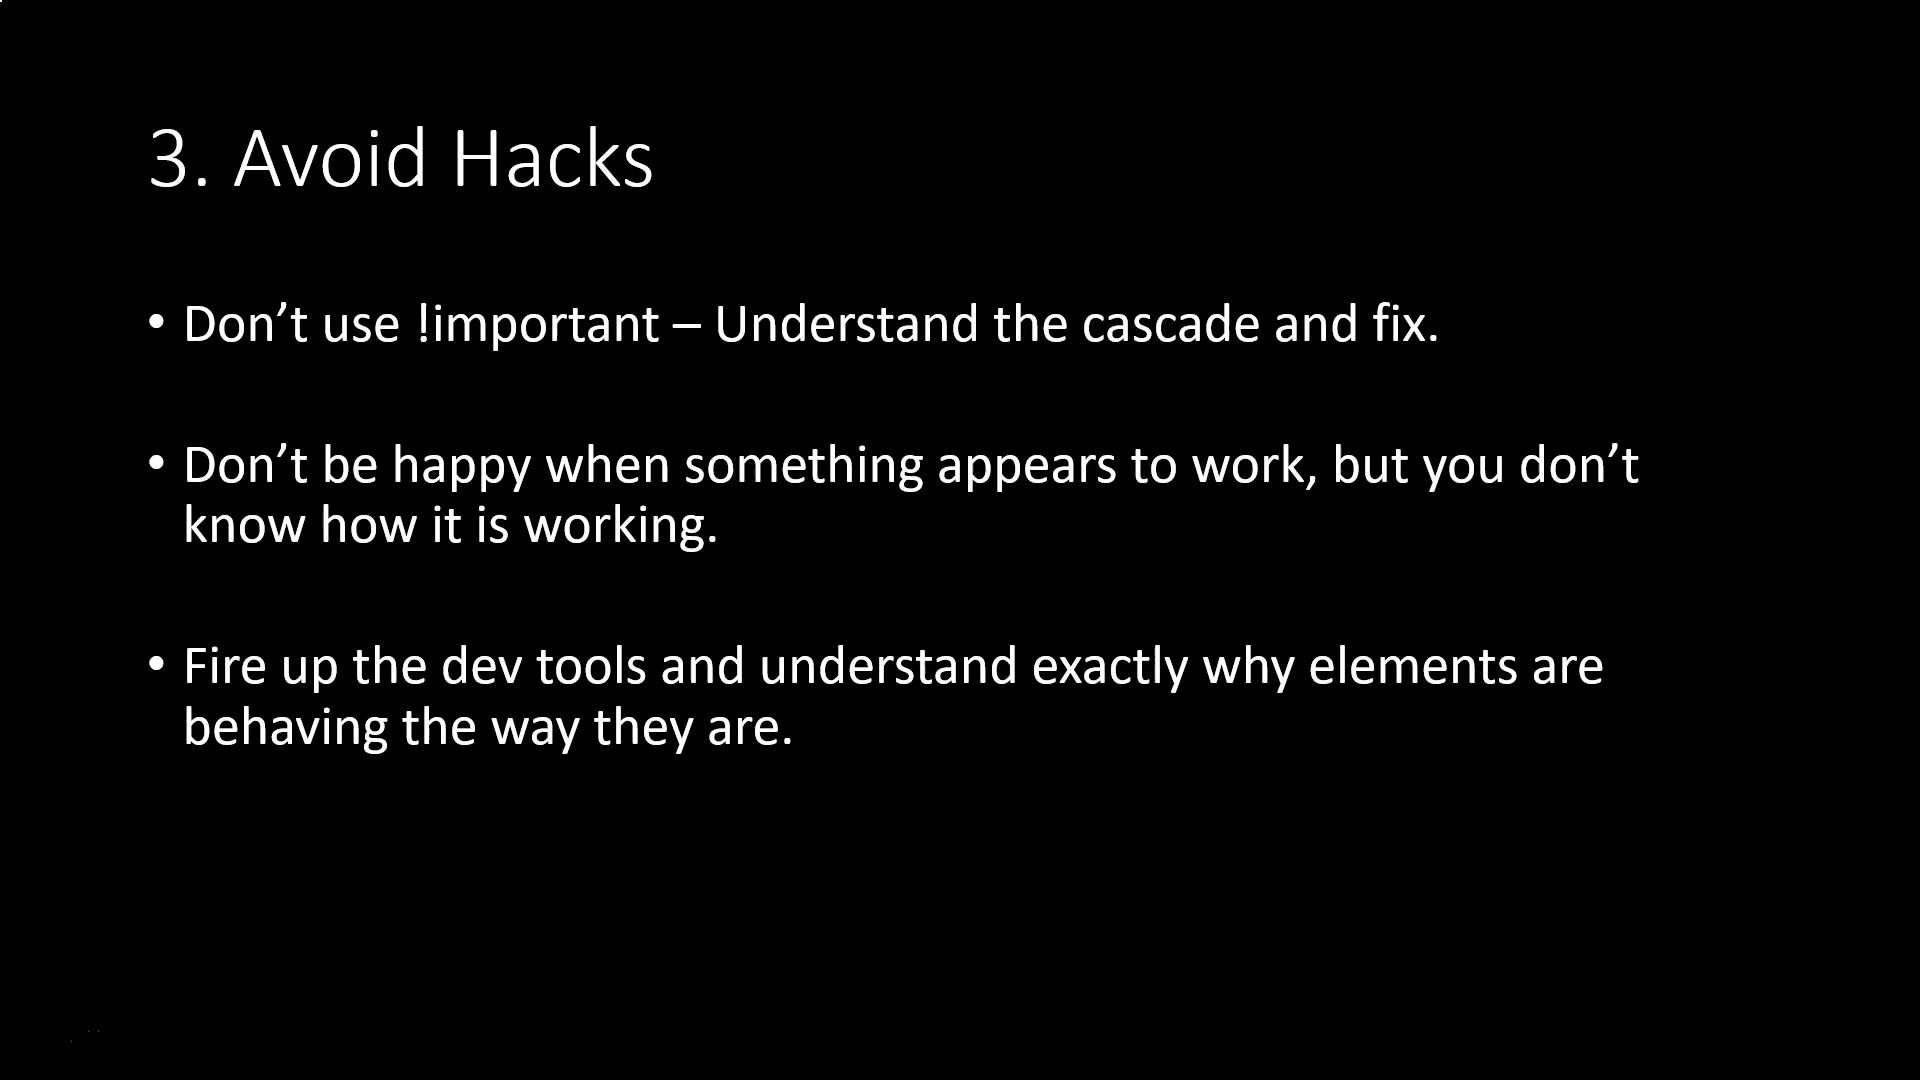 3. Avoid Hacks
• Don’t use !important – Understand the cascade and fix.
• Don’t be happy when something appears to work, but you don’t
know how it is working.
• Fire up the dev tools and understand exactly why elements are
behaving the way they are.